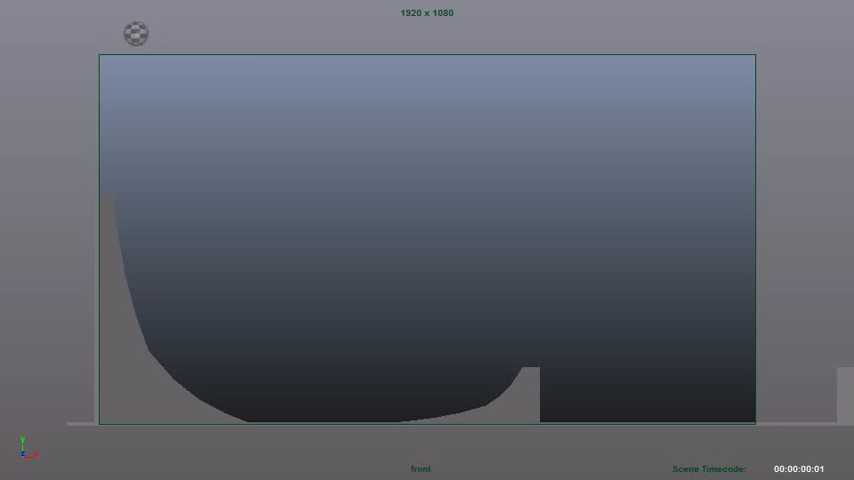 1920 x 1080
y
x
front
Scene Timecode: 00:00:00:01